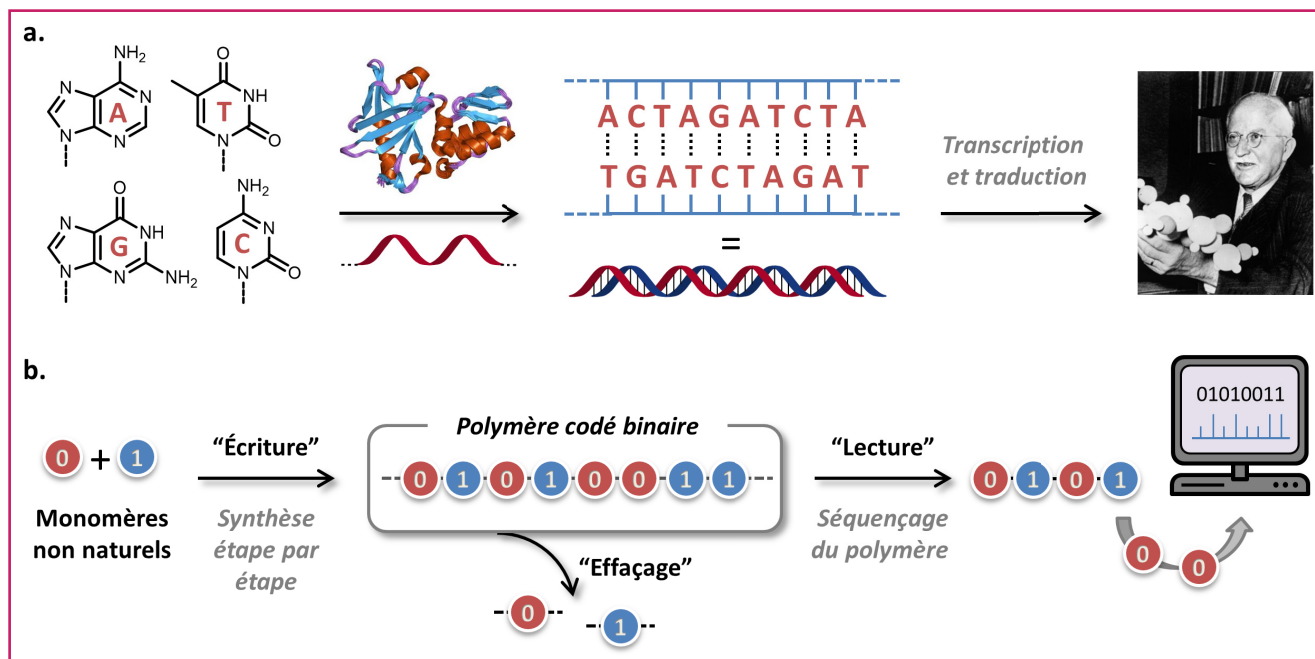 a.
NH2
N
N
A
N
N
O
T
NH
N
O
O
N
NH
G
N
N
NH2
NH2
N
C
N
O
A C T A G A T C T A
T G A T C T A G A T
=
Transcription
et traduction
b.
0 + 1
Monomères
non naturels
“Écriture”
Synthèse
étape par
étape
Polymère codé binaire
0 1 0 1 0 0 1 1
“Effaçage”
0
1
“Lecture”
Séquençage
du polymère
0 1 0 1
0
0
01010011